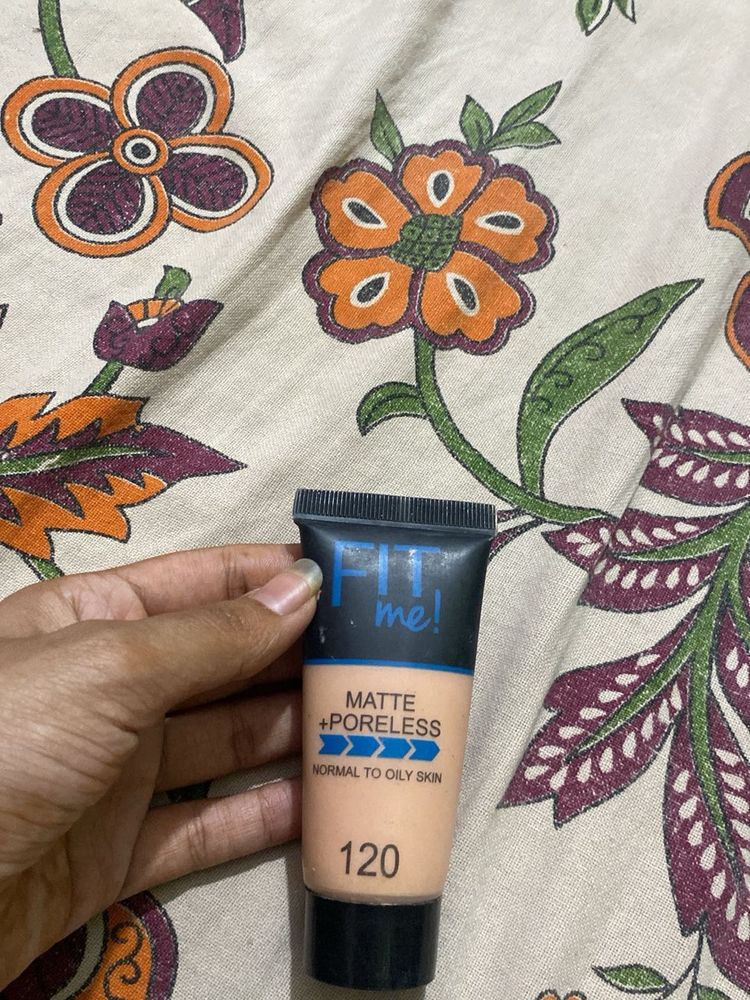 FIT
me!
MATTE
+PORELESS
NORMAL TO OILY SKIN
120